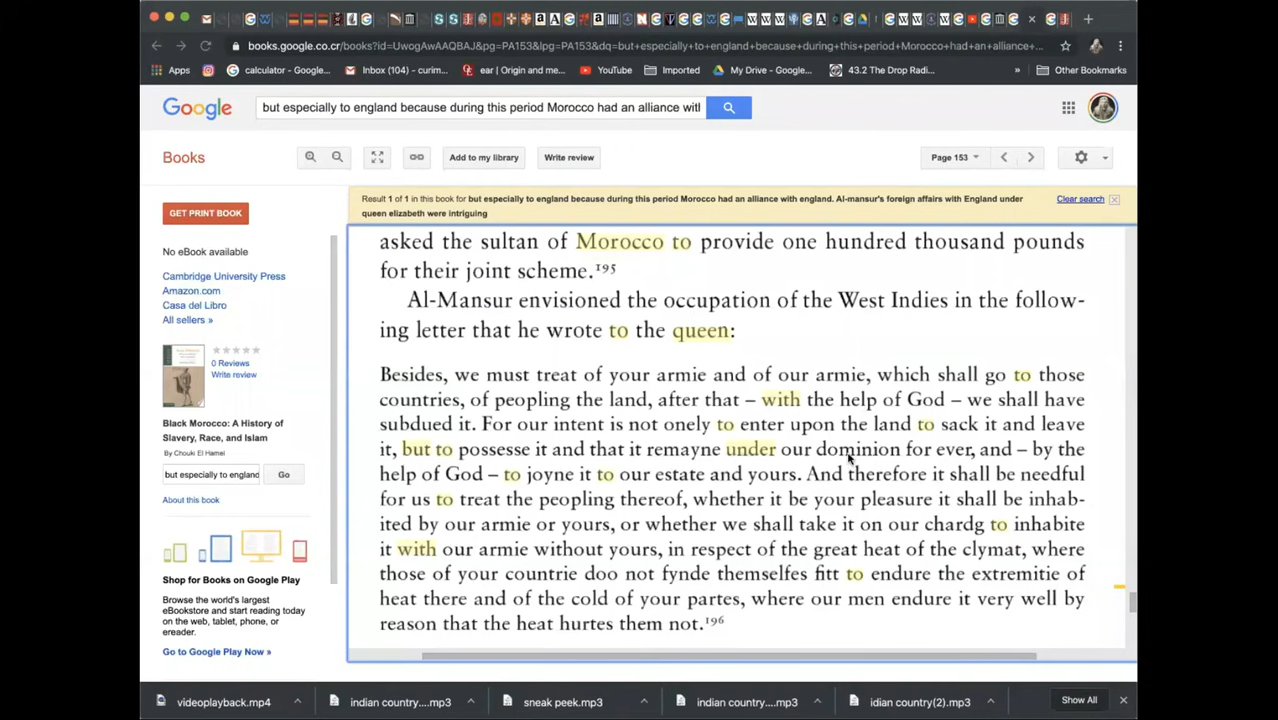 books.google.co.cr/books?id=UwogAwAAQBAJ&pg=PA153&lpg=PA153&dq=but+especially+to+england+because+during+this+period+Morocco+had+an+alliance+...
Apps
calculator - Google...
Inbox (104) - curim...
ear | Origin and me...
YouTube
Imported
My Drive - Google...
43.2 The Drop Radi...
»
Other Bookmarks
Google
but especially to england because during this period Morocco had an alliance with
Books
Add to my library
Write review
Page 153
Result 1 of 1 in this book for but especially to england because during this period Morocco had an alliance with england. Al-mansur's foreign affairs with England under
queen elizabeth were intriguing
Clear search
GET PRINT BOOK
No eBook available
Cambridge University Press
Amazon.com
Casa del Libro
All sellers »
0 Reviews
Write review
Black Morocco: A History of
Slavery, Race, and Islam
By Chouki El Hamel
but especially to england
Go
About this book
Shop for Books on Google Play
Browse the world's largest
eBookstore and start reading today
on the web, tablet, phone, or
ereader.
Go to Google Play Now »
asked the sultan of Morocco to provide one hundred thousand pounds
for their joint scheme.195
Al-Mansur envisioned the occupation of the West Indies in the follow-
ing letter that he wrote to the queen:
Besides, we must treat of your armie and of our armie, which shall go to those
countries, of peopling the land, after that – with the help of God – we shall have
subdued it. For our intent is not onely to enter upon the land to sack it and leave
it, but to possesse it and that it remayne under our dominion for ever, and – by the
help of God – to joyne it to our estate and yours. And therefore it shall be needful
for us to treat the peopling thereof, whether it be your pleasure it shall be inhab-
ited by our armie or yours, or whether we shall take it on our chardg to inhabite
it with our armie without yours, in respect of the great heat of the clymat, where
those of your countrie doo not fynde themselfes fitt to endure the extremitie of
heat there and of the cold of your partes, where our men endure it very well by
reason that the heat hurtes them not.196
videoplayback.mp4
indian country....mp3
sneak peek.mp3
indian country....mp3
idian country(2).mp3
Show All